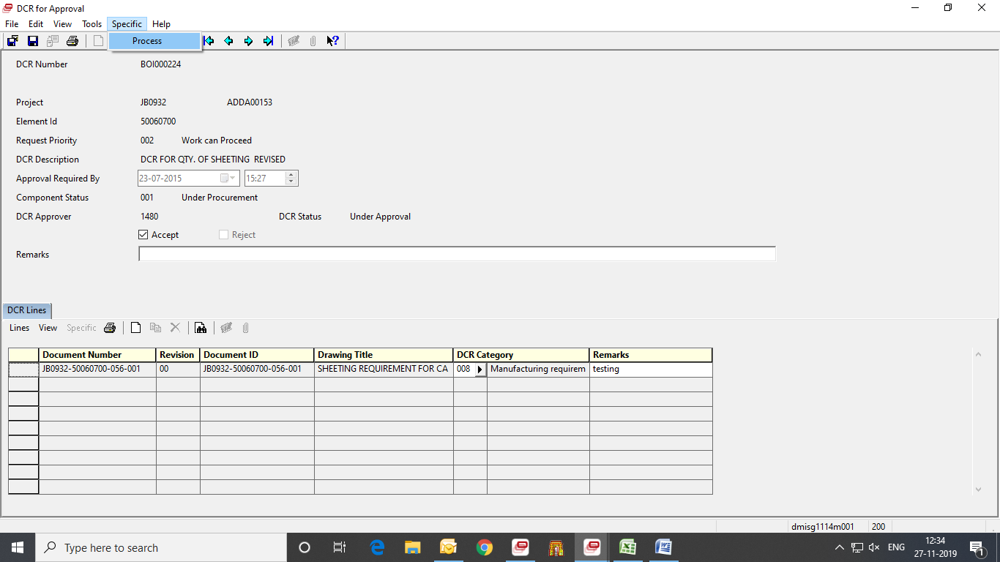 DCR for Approval
File Edit View Tools Specific Help
Process
DCR Number BOI000224
Project JB0932 ADDA00153
Element Id 50060700
Request Priority 002 Work can Proceed
DCR Description DCR FOR QTY. OF SHEETING REVISED
Approval Required By 23-07-2015 15:27
Component Status 001 Under Procurement
DCR Approver 1480 DCR Status Under Approval
Accept Reject
Remarks
DCR Lines
Lines View Specific
Document Number Revision Document ID Drawing Title DCR Category Remarks
JB0932-50060700-056-001 00 JB0932-50060700-056-001 SHEETING REQUIREMENT FOR CA 008 Manufacturing requirem testing
dmisg1114m001 200
Type here to search
ENG
12:34
27-11-2019
1